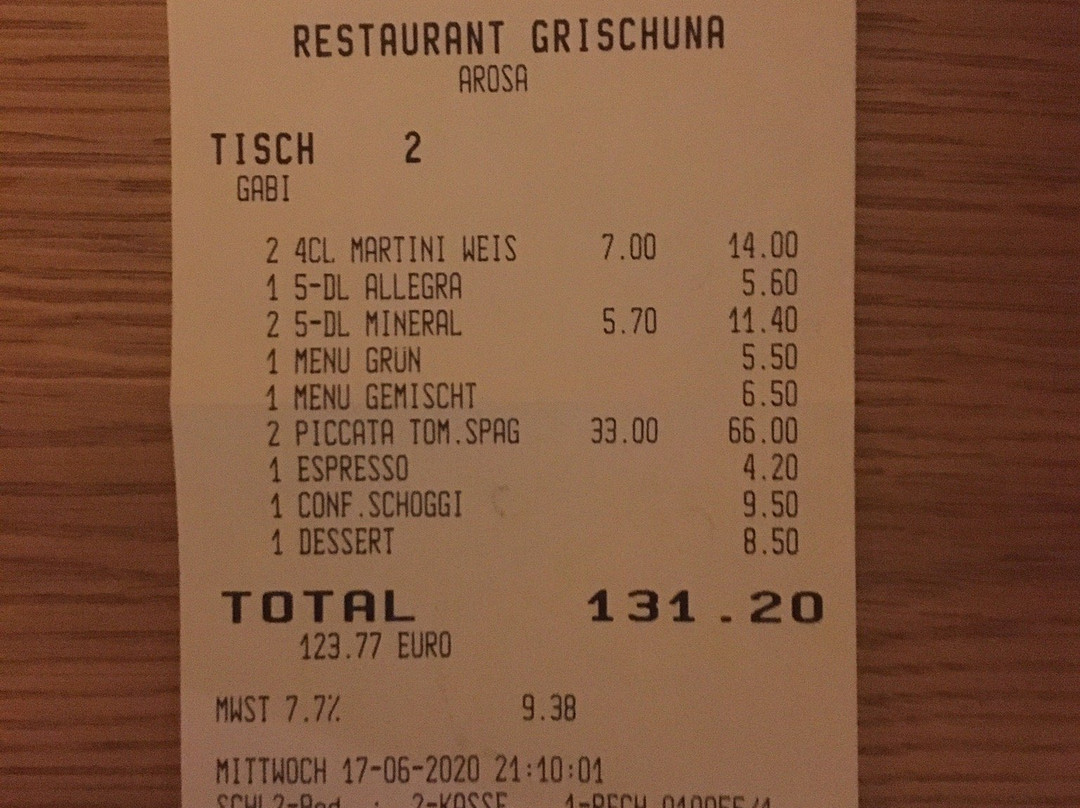 RESTAURANT GRISCHUNA
AROSA
TISCH 2
GABI
2 4CL MARTINI WEIS 7.00 14.00
1 5-DL ALLEGRA 5.60
2 5-DL MINERAL 5.70 11.40
1 MENU GRÜN 5.50
1 MENU GEMISCHT 6.50
2 PICCATA TOM.SPAG 33.00 66.00
1 ESPRESSO 4.20
1 CONF.SCHOGGI 9.50
1 DESSERT 8.50
TOTAL 131.20
123.77 EURO
MWST 7.7% 9.38
MITTWOCH 17-06-2020 21:10:01